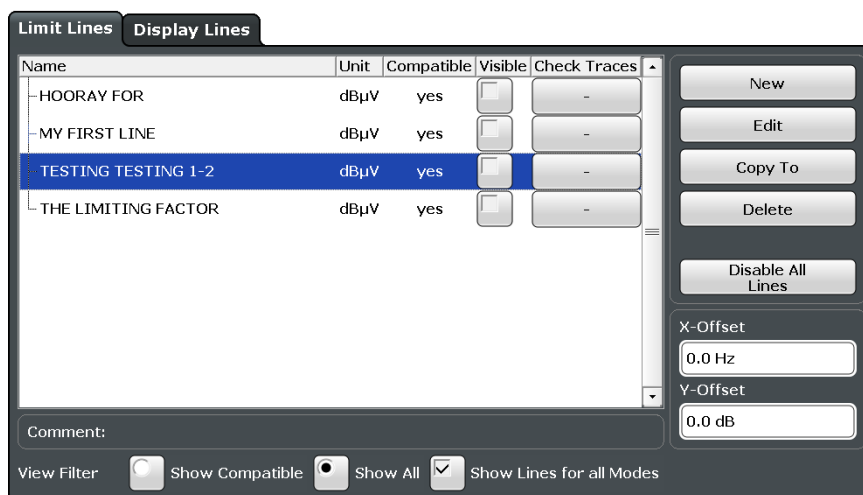 Limit Lines Display Lines
Name Unit Compatible Visible Check Traces
HOORAY FOR dBµV yes -
MY FIRST LINE dBµV yes -
TESTING TESTING 1-2 dBµV yes -
THE LIMITING FACTOR dBµV yes -
New
Edit
Copy To
Delete
Disable All
Lines
X-Offset
0.0 Hz
Y-Offset
0.0 dB
Comment:
View Filter Show Compatible Show All Show Lines for all Modes